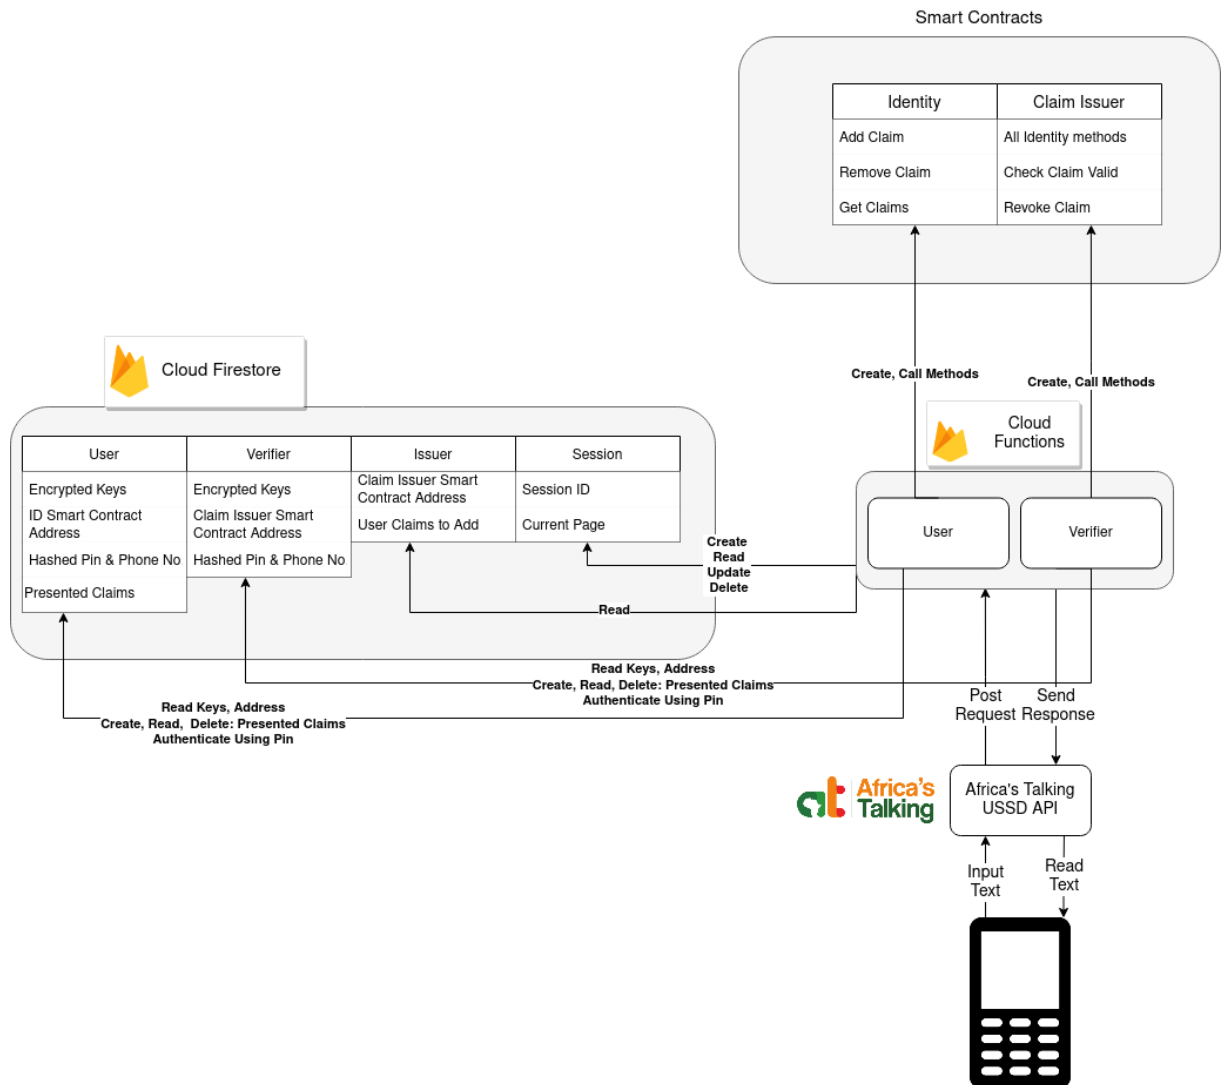 Smart Contracts
Identity
Claim Issuer
Add Claim
All Identity methods
Remove Claim
Check Claim Valid
Get Claims
Revoke Claim
Create, Call Methods
Create, Call Methods
Cloud Firestore
Cloud
Functions
User
Verifier
Issuer
Session
Encrypted Keys
Encrypted Keys
Claim Issuer Smart
Contract Address
Session ID
ID Smart Contract
Address
Claim Issuer Smart
Contract Address
User Claims to Add
Current Page
Hashed Pin & Phone No
Hashed Pin & Phone No
Presented Claims
User
Verifier
Create
Read
Update
Delete
Read
Read Keys, Address
Create, Read, Delete: Presented Claims
Authenticate Using Pin
Read Keys, Address
Create, Read, Delete: Presented Claims
Authenticate Using Pin
Post
Request
Send
Response
at
Africa's
Talking
Africa's Talking
USSD API
Input
Text
Read
Text